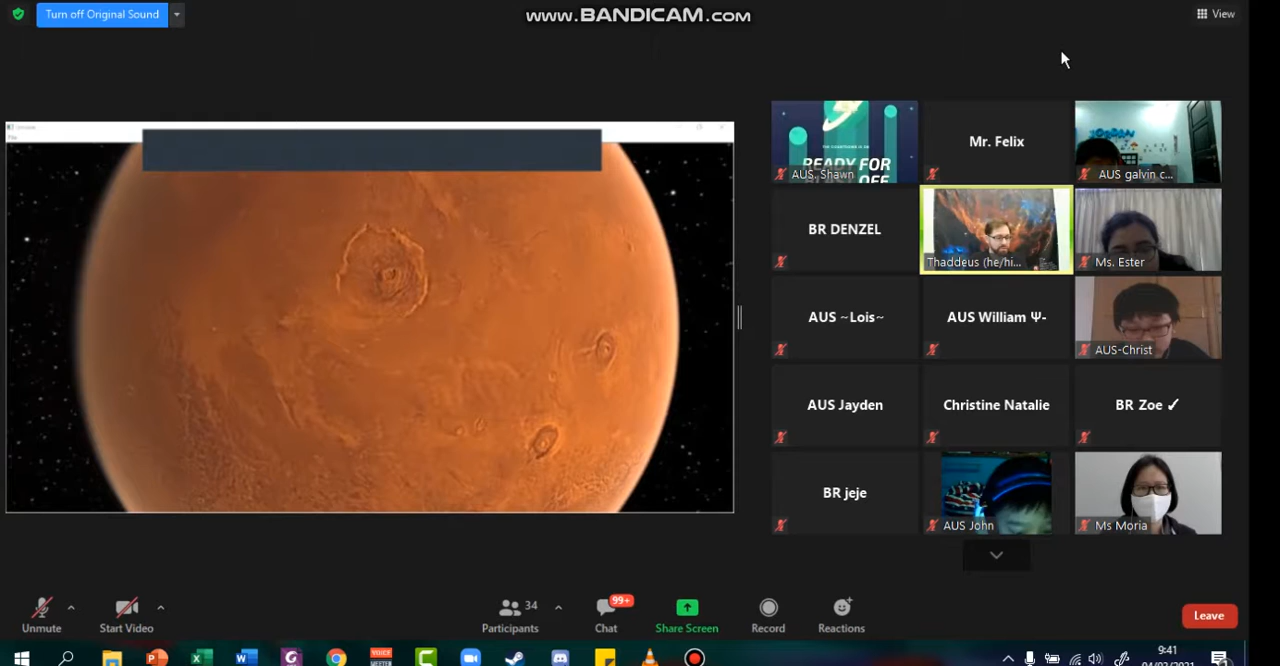 Turn off Original Sound
www.BANDICAM.com
View
READY FOR
AUS. Shawn
Mr. Felix
AUS galvin c...
BR DENZEL
Thaddeus (he/hi...
Ms. Ester
AUS ~Lois~
AUS William Ψ-
AUS-Christ
AUS Jayden
Christine Natalie
BR Zoe ✓
BR jeje
AUS John
Ms Moria
Unmute
Start Video
34
Participants
99+
Chat
Share Screen
Record
Reactions
Leave
9:41